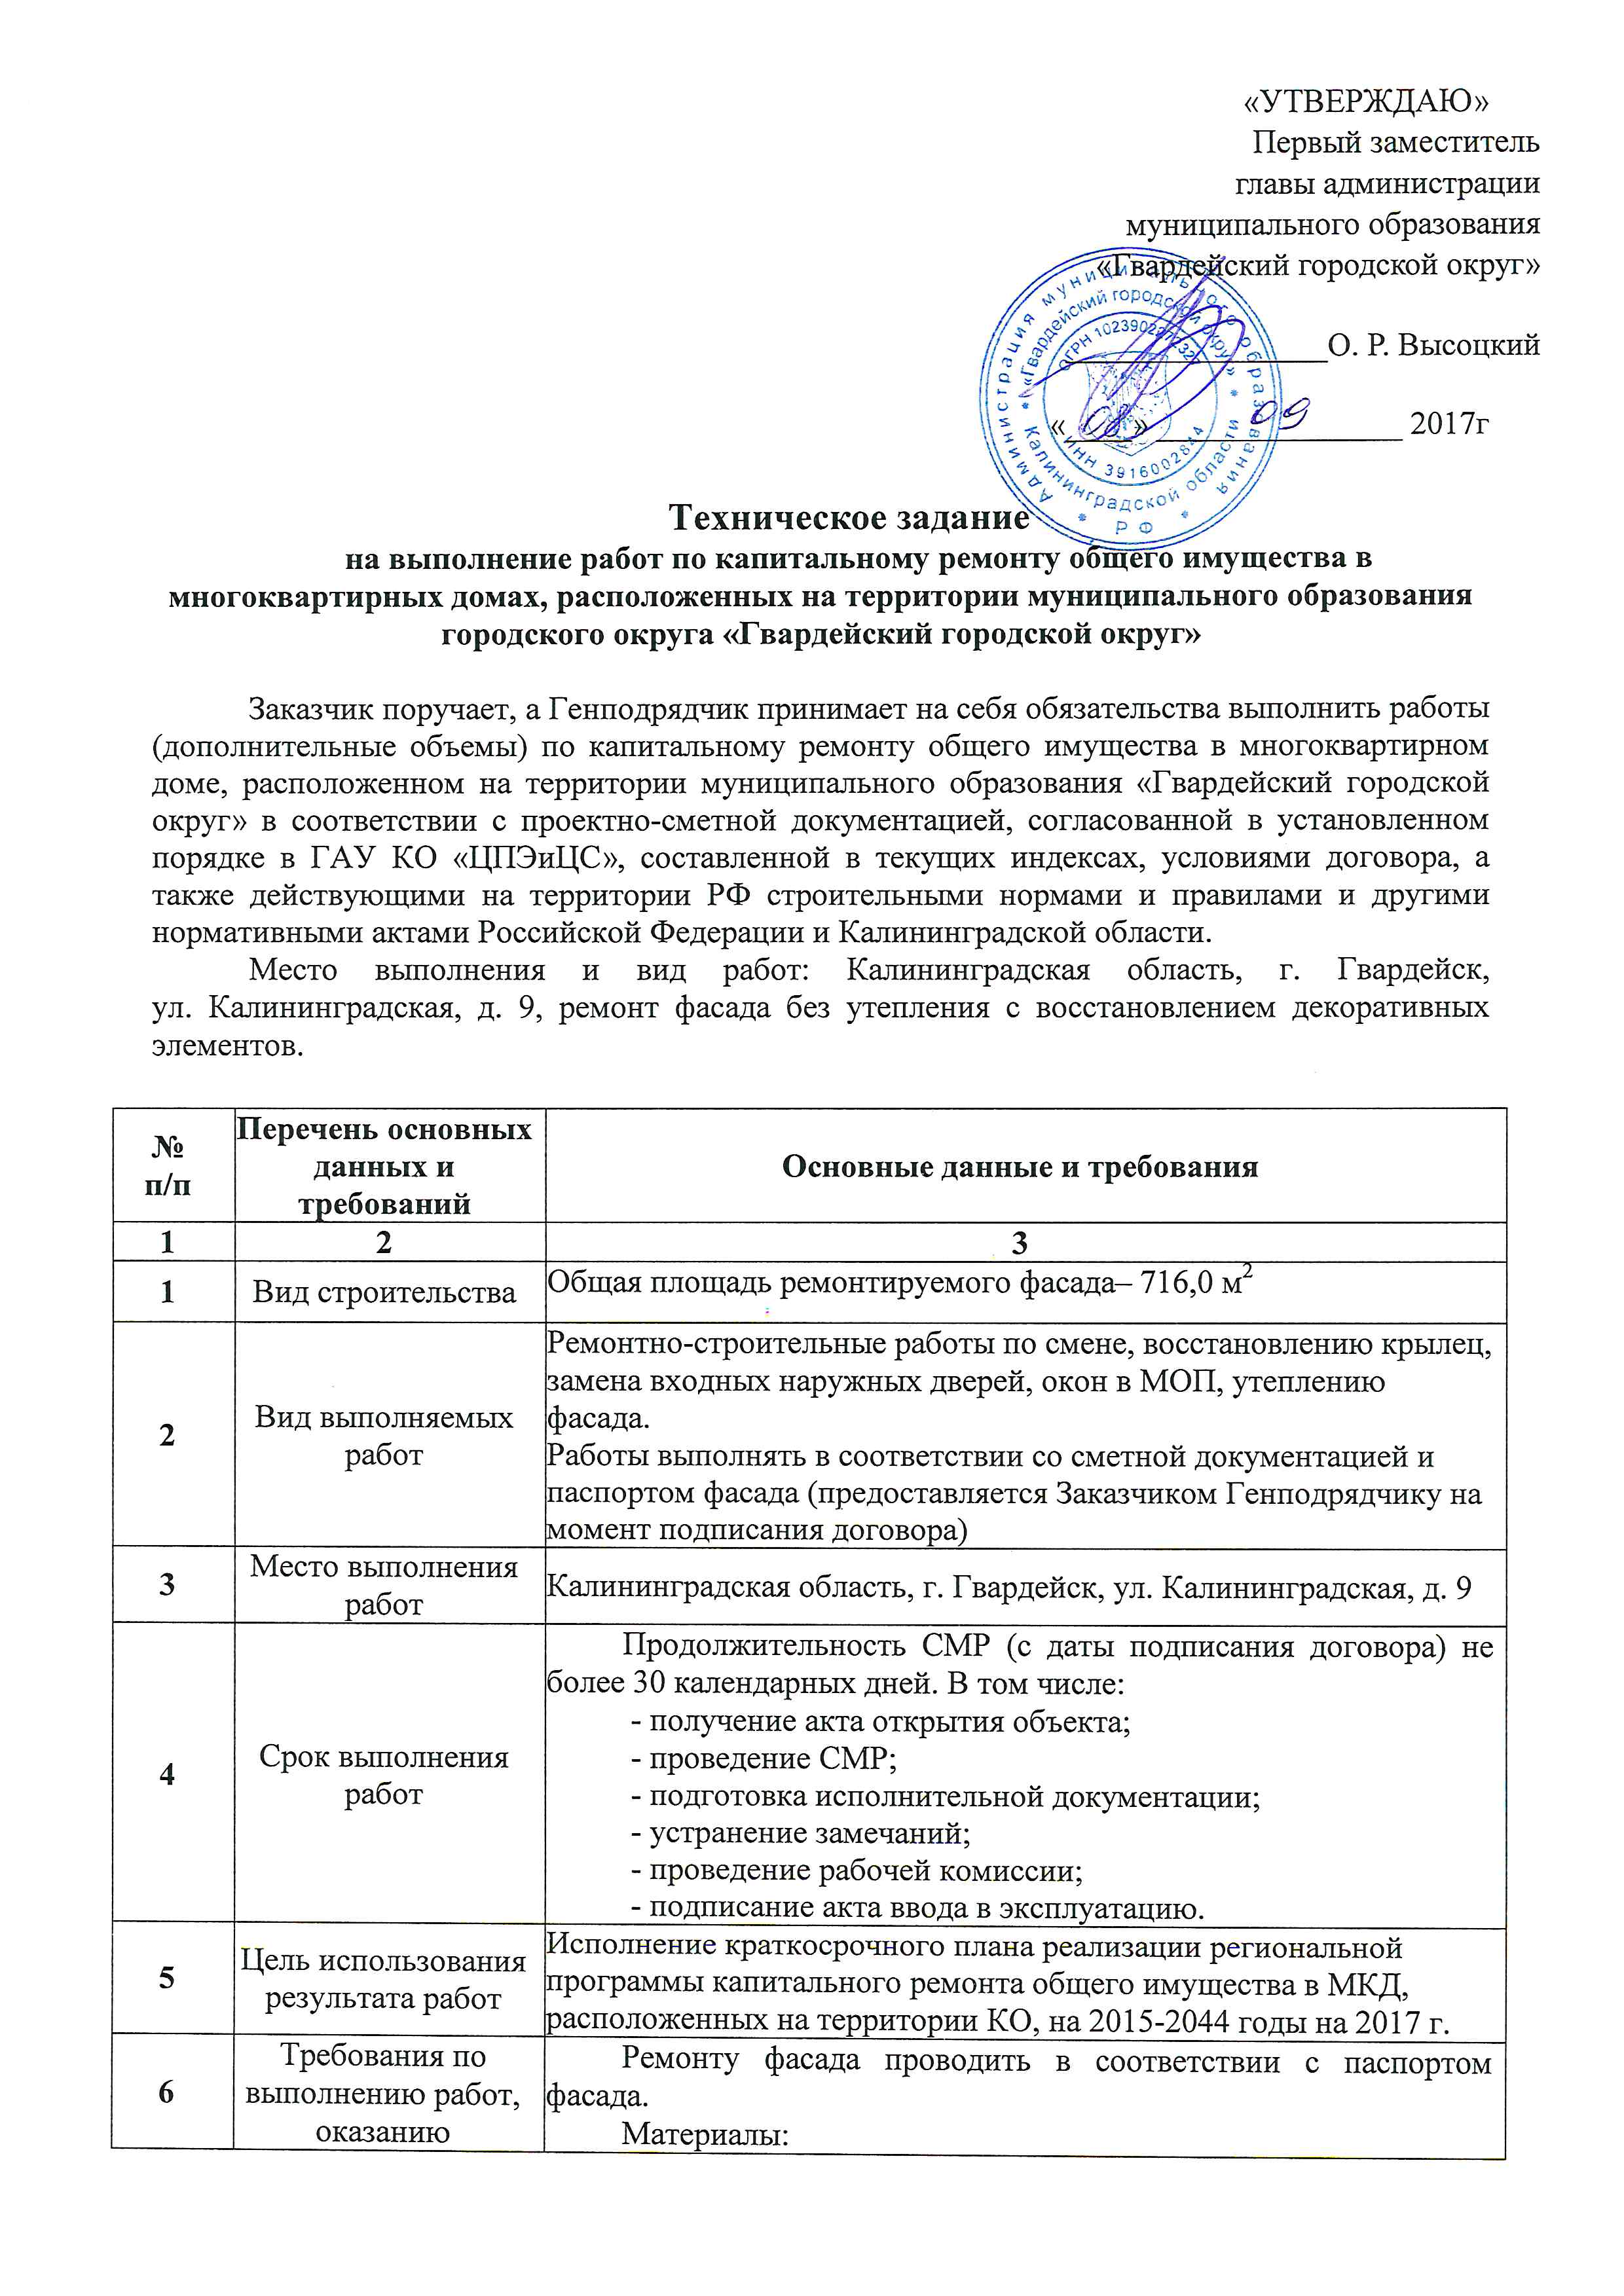 «УТВЕРЖДАЮ»
Первый заместитель
главы администрации
муниципального образования
«Гвардейский городской округ»
О. Р. Высоцкий
«    » 09 2017г
Администрация муниципального образования
«Гвардейский городской округ»
Калининградской области
РФ
ОГРН
ИНН 3916002844
Техническое задание
на выполнение работ по капитальному ремонту общего имущества в
многоквартирных домах, расположенных на территории муниципального образования
городского округа «Гвардейский городской округ»
Заказчик поручает, а Генподрядчик принимает на себя обязательства выполнить работы
(дополнительные объемы) по капитальному ремонту общего имущества в многоквартирном
доме, расположенном на территории муниципального образования «Гвардейский городской
округ» в соответствии с проектно-сметной документацией, согласованной в установленном
порядке в ГАУ КО «ЦПЭиЦС», составленной в текущих индексах, условиями договора, а
также действующими на территории РФ строительными нормами и правилами и другими
нормативными актами Российской Федерации и Калининградской области.
Место выполнения и вид работ: Калининградская область, г. Гвардейск,
ул. Калининградская, д. 9, ремонт фасада без утепления с восстановлением декоративных
элементов.
№
п/п
Перечень основных
данных и
требований
Основные данные и требования
1
2
3
1
Вид строительства
Общая площадь ремонтируемого фасада– 716,0 м²
2
Вид выполняемых
работ
Ремонтно-строительные работы по смене, восстановлению крылец,
замена входных наружных дверей, окон в МОП, утеплению
фасада.
Работы выполнять в соответствии со сметной документацией и
паспортом фасада (предоставляется Заказчиком Генподрядчику на
момент подписания договора)
3
Место выполнения
работ
Калининградская область, г. Гвардейск, ул. Калининградская, д. 9
4
Срок выполнения
работ
Продолжительность СМР (с даты подписания договора) не
более 30 календарных дней. В том числе:
- получение акта открытия объекта;
- проведение СМР;
- подготовка исполнительной документации;
- устранение замечаний;
- проведение рабочей комиссии;
- подписание акта ввода в эксплуатацию.
5
Цель использования
результата работ
Исполнение краткосрочного плана реализации региональной
программы капитального ремонта общего имущества в МКД,
расположенных на территории КО, на 2015-2044 годы на 2017 г.
6
Требования по
выполнению работ,
оказанию
Ремонту фасада проводить в соответствии с паспортом
фасада.
Материалы: